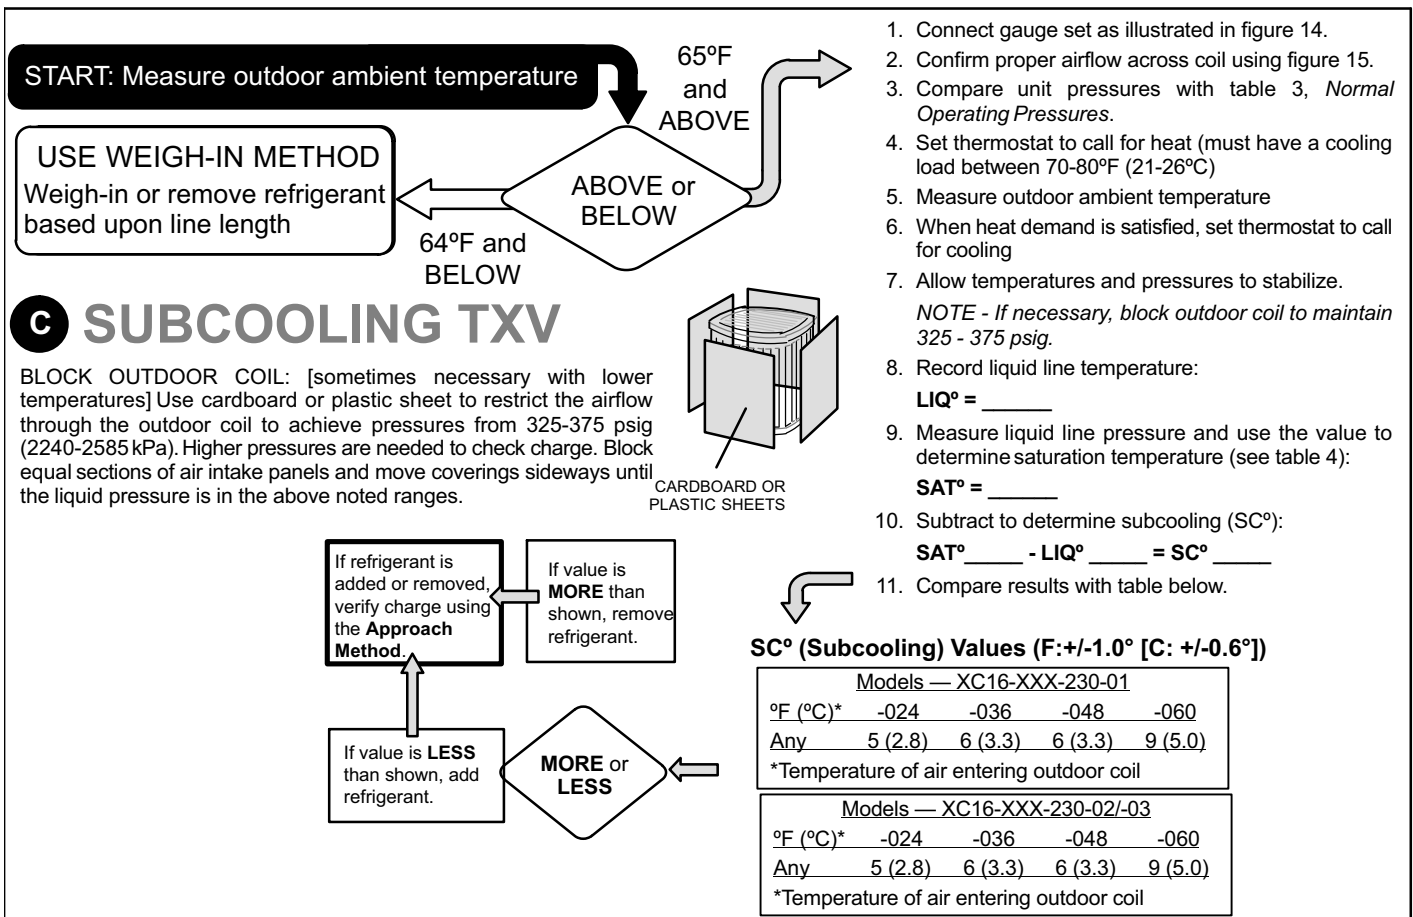 START: Measure outdoor ambient temperature
65ºF
and
ABOVE
ABOVE or
BELOW
64ºF and
BELOW
USE WEIGH-IN METHOD
Weigh-in or remove refrigerant
based upon line length
C SUBCOOLING TXV
BLOCK OUTDOOR COIL: [sometimes necessary with lower
temperatures] Use cardboard or plastic sheet to restrict the airflow
through the outdoor coil to achieve pressures from 325-375 psig
(2240-2585 kPa). Higher pressures are needed to check charge. Block
equal sections of air intake panels and move coverings sideways until
the liquid pressure is in the above noted ranges.
CARDBOARD OR
PLASTIC SHEETS
1. Connect gauge set as illustrated in figure 14.
2. Confirm proper airflow across coil using figure 15.
3. Compare unit pressures with table 3, Normal
Operating Pressures.
4. Set thermostat to call for heat (must have a cooling
load between 70-80ºF (21-26ºC)
5. Measure outdoor ambient temperature
6. When heat demand is satisfied, set thermostat to call
for cooling
7. Allow temperatures and pressures to stabilize.
NOTE - If necessary, block outdoor coil to maintain
325 - 375 psig.
8. Record liquid line temperature:
LIQº = ______
9. Measure liquid line pressure and use the value to
determine saturation temperature (see table 4):
SATº = ______
10. Subtract to determine subcooling (SCº):
SATº_____ - LIQº _____ = SCº _____
11. Compare results with table below.
SCº (Subcooling) Values (F:+/-1.0° [C: +/-0.6°])
Models — XC16-XXX-230-01
ºF (ºC)* -024 -036 -048 -060
Any 5 (2.8) 6 (3.3) 6 (3.3) 9 (5.0)
*Temperature of air entering outdoor coil
Models — XC16-XXX-230-02/-03
ºF (ºC)* -024 -036 -048 -060
Any 5 (2.8) 6 (3.3) 6 (3.3) 9 (5.0)
*Temperature of air entering outdoor coil
MORE or
LESS
If value is LESS
than shown, add
refrigerant.
If value is
MORE than
shown, remove
refrigerant.
If refrigerant is
added or removed,
verify charge using
the Approach
Method.